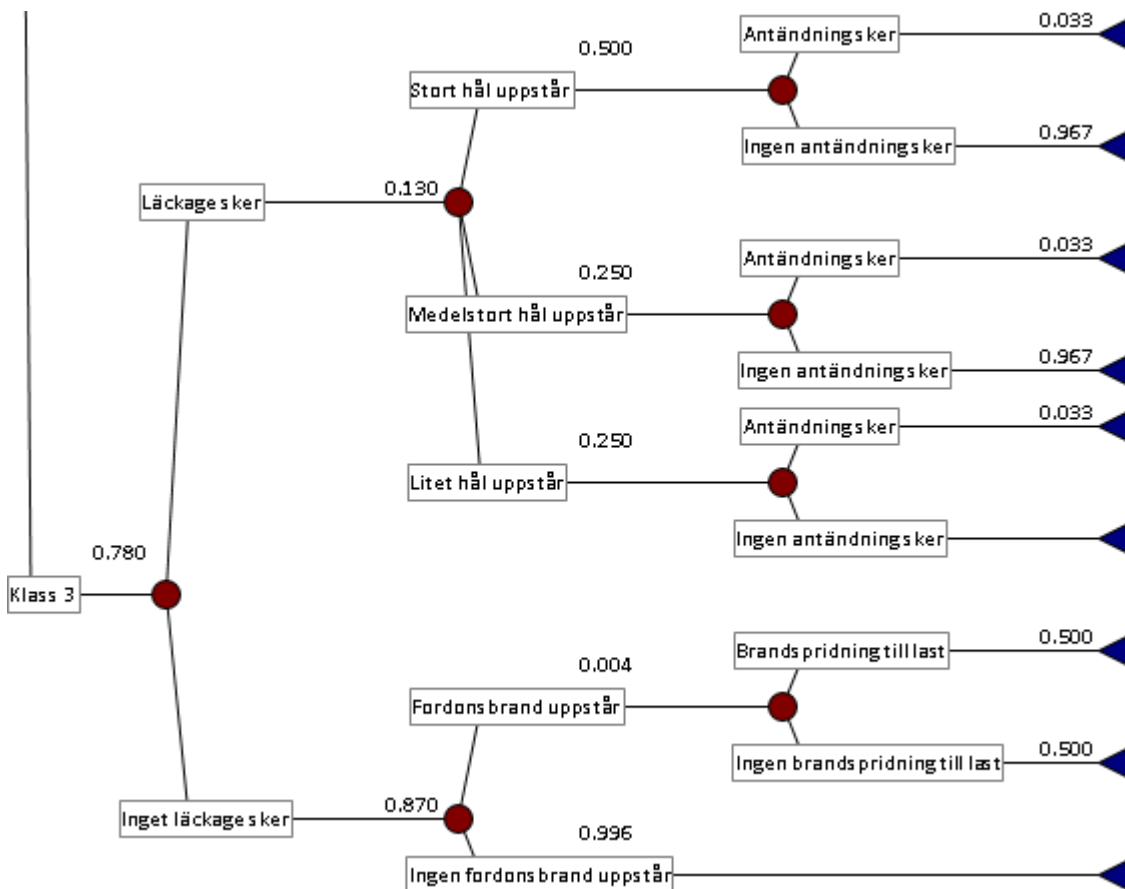 0.033
Antändning sker
0.500
Stort hål uppstår
Ingen antändning sker
0.967
Läckage sker
0.130
0.033
Antändning sker
0.250
Medelstort hål uppstår
Ingen antändning sker
0.967
0.033
Antändning sker
0.250
Litet hål uppstår
Ingen antändning sker
0.780
Klass 3
0.500
Brandspridning till last
0.004
Fordonsbrand uppstår
0.500
Ingen brandspridning till last
Inget läckage sker
0.870
0.996
Ingen fordonsbrand uppstår